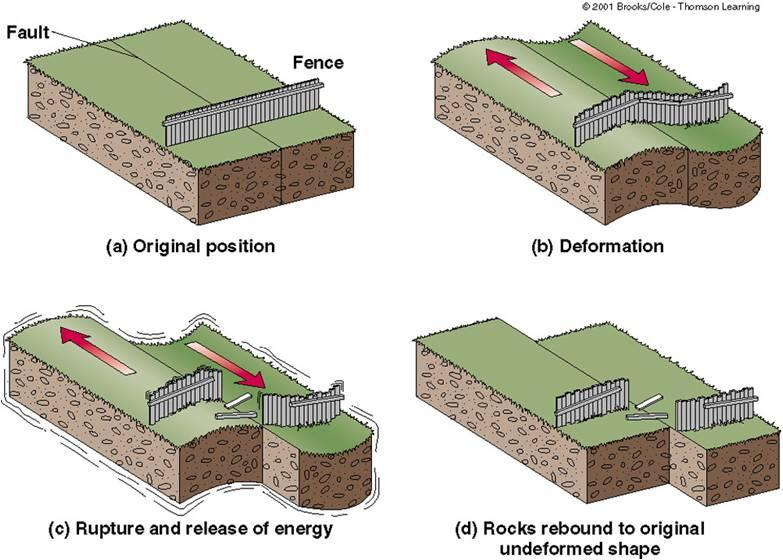 © 2001 Brooks/Cole - Thomson Learning
Fault
Fence
(a) Original position
(b) Deformation
(c) Rupture and release of energy
(d) Rocks rebound to original
undeformed shape